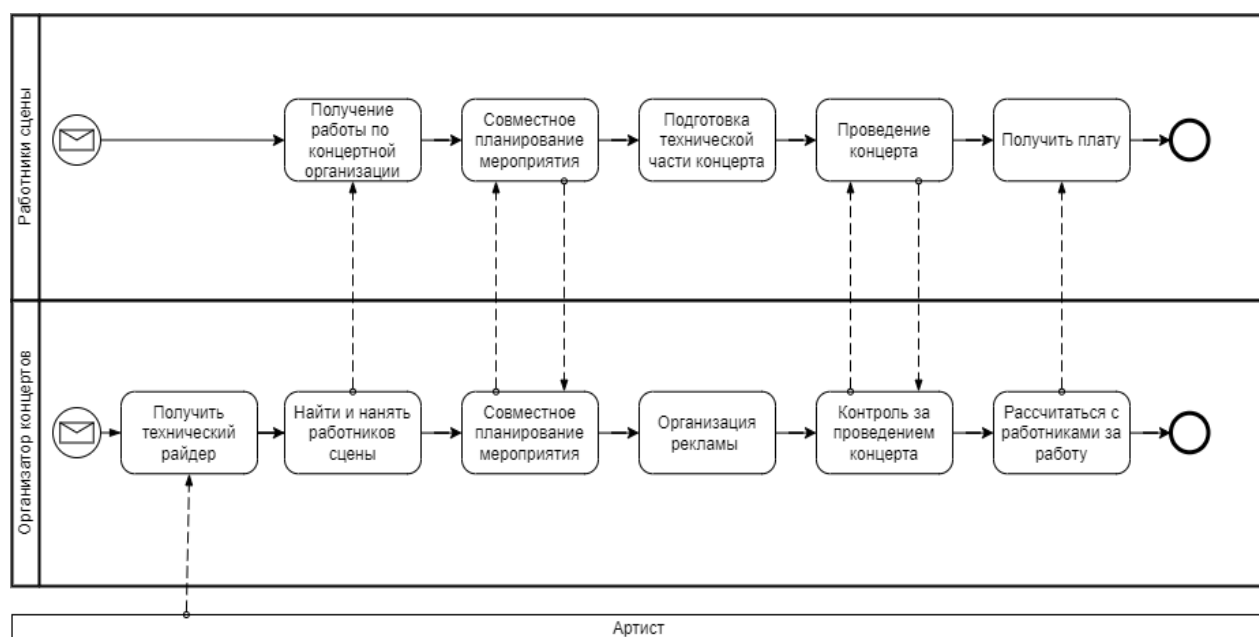 Работники сцены
Получение
работы по
концертной
организации
Совместное
планирование
мероприятия
Подготовка
технической
части концерта
Проведение
концерта
Получить плату
Организатор концертов
Получить
технический
райдер
Найти и нанять
работников
сцены
Совместное
планирование
мероприятия
Организация
рекламы
Контроль за
проведением
концерта
Рассчитаться с
работниками за
работу
Артист